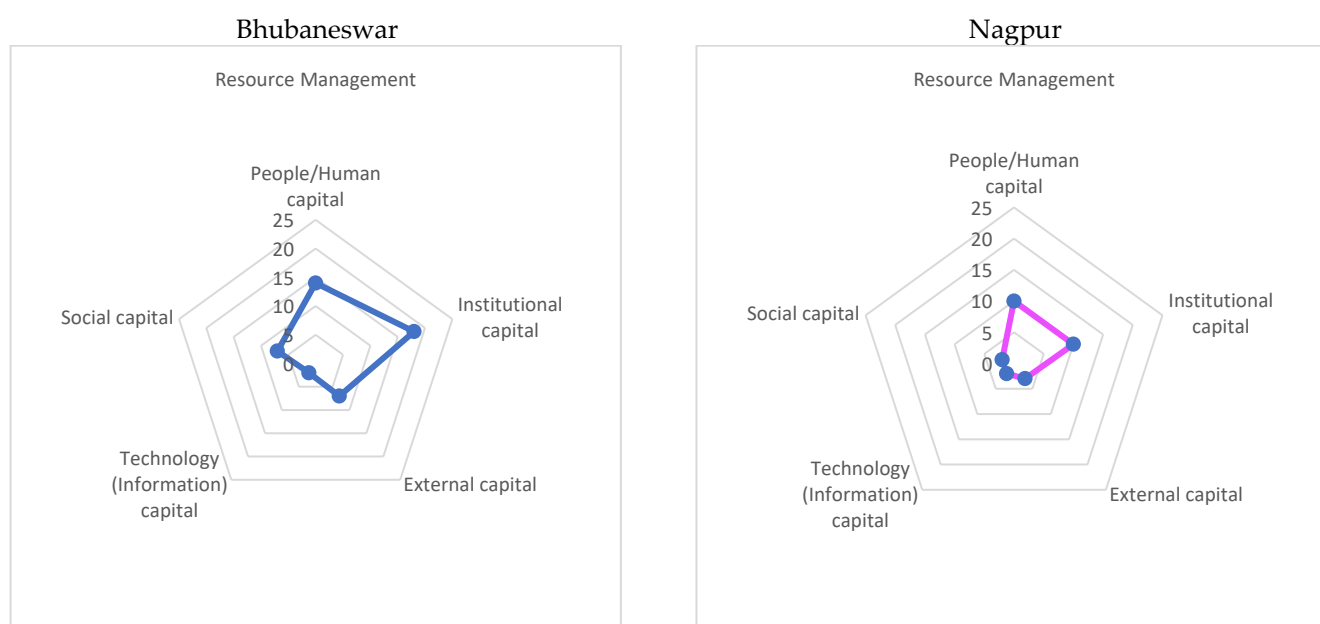 Bhubaneswar
Resource Management
People/Human
capital
25
20
15
10
5
0
Institutional
capital
External capital
Technology
(Information)
capital
Social capital
Nagpur
Resource Management
People/Human
capital
25
20
15
10
5
0
Institutional
capital
External capital
Technology
(Information)
capital
Social capital